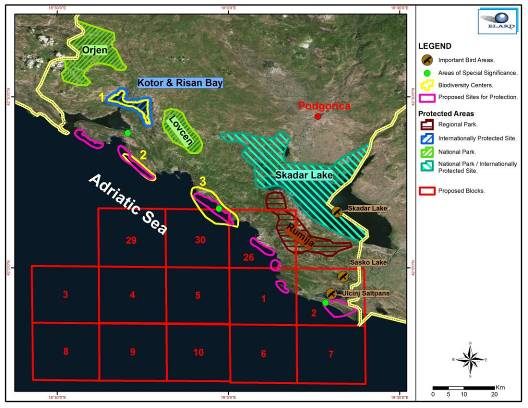 Orjen
Kotor & Risan Bay
1
Lovcen
Podgorica
2
Skadar Lake
3
Adriatic Sea
Skadar Lake
Rumija
29
30
26
Sasko Lake
3
4
5
1
Ulcinj Saltpans
2
8
9
10
6
7
ELARD
LEGEND
Important Bird Areas.
Areas of Special Significance.
Biodiversity Centers.
Proposed Sites for Protection.
Protected Areas
Regional Park.
Internationally Protected Site.
National Park.
National Park / Internationally
Protected Site.
Proposed Blocks.
N
Km
0 5 10 20